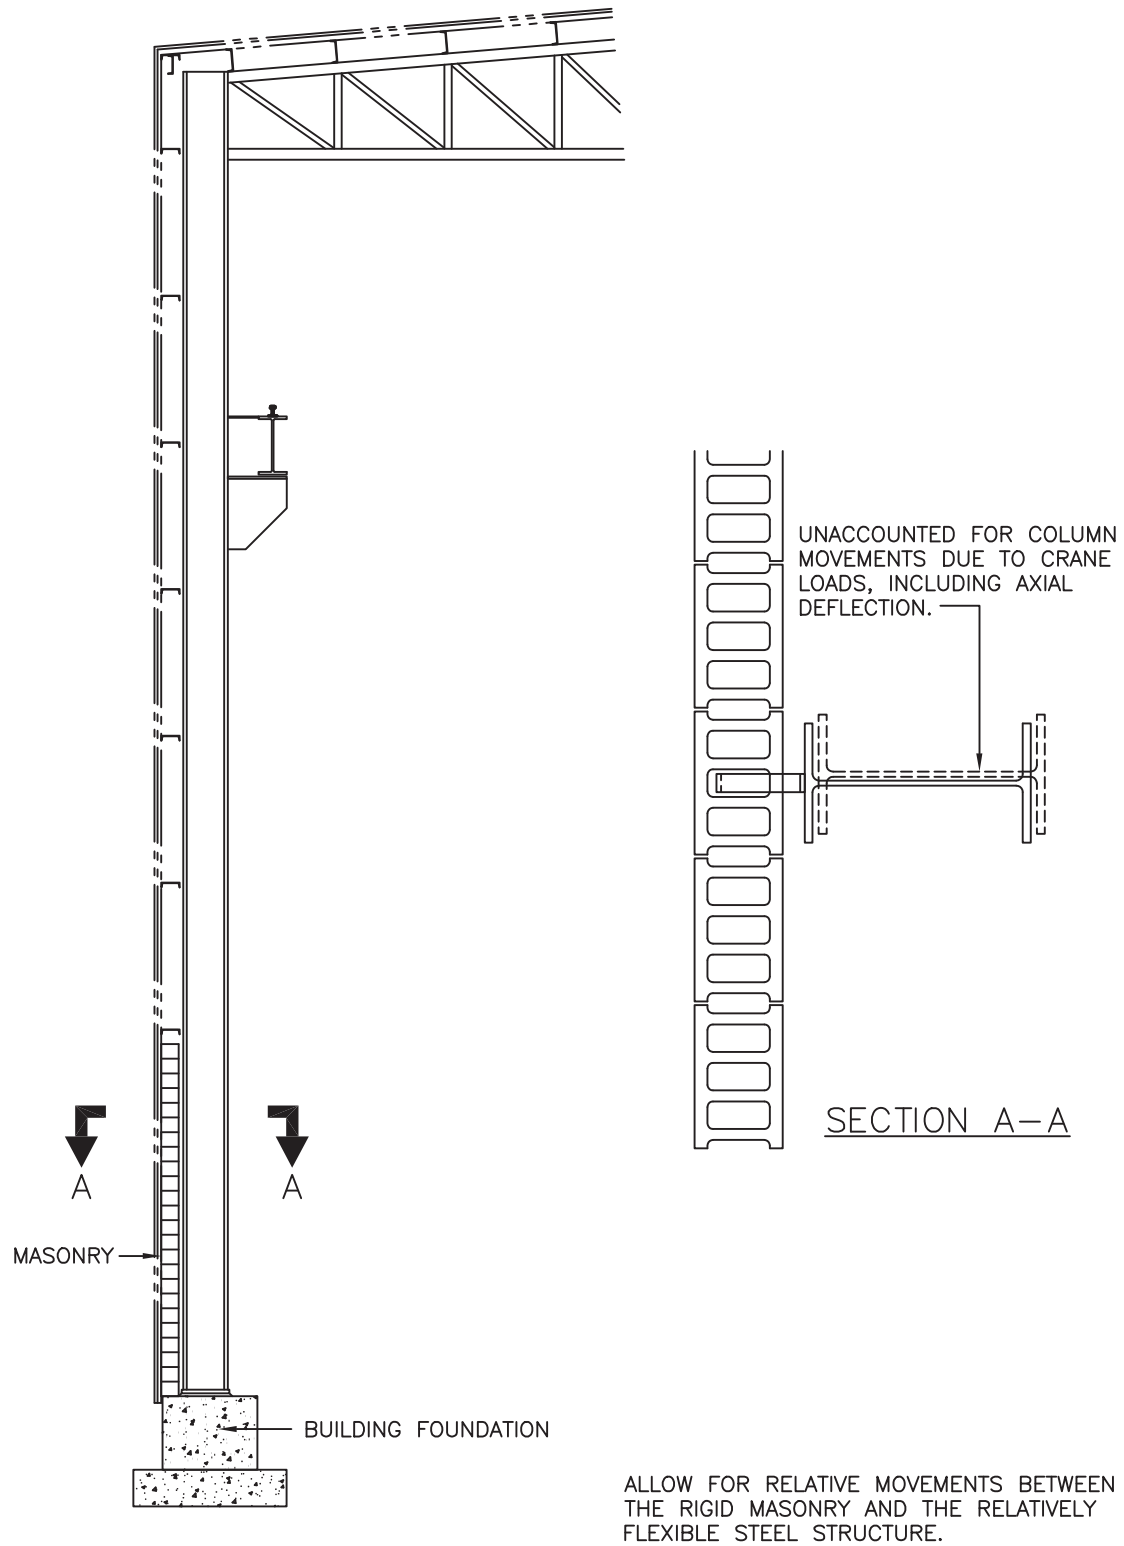 UNACCOUNTED FOR COLUMN
MOVEMENTS DUE TO CRANE
LOADS, INCLUDING AXIAL
DEFLECTION.
A
A
SECTION A-A
MASONRY
BUILDING FOUNDATION
ALLOW FOR RELATIVE MOVEMENTS BETWEEN
THE RIGID MASONRY AND THE RELATIVELY
FLEXIBLE STEEL STRUCTURE.